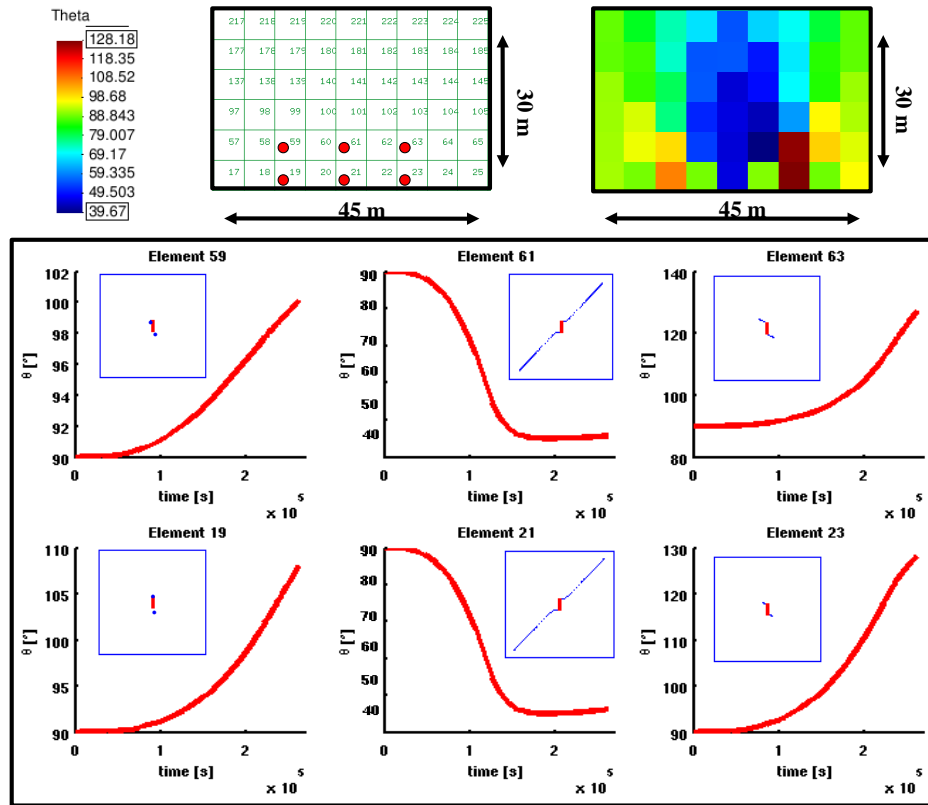 Theta
128.18
118.35
108.52
98.68
88.843
79.007
69.17
59.335
49.503
39.67
217 218 219 220 221 222 223 224 225
177 178 179 180 181 182 183 184 185
137 138 139 140 141 142 143 144 145
97 98 99 100 101 102 103 104 105
57 58 59 60 61 62 63 64 65
17 18 19 20 21 22 23 24 25
30 m
45 m
30 m
45 m
Element 59
102
100
98
96
94
92
90
θ [°]
0 1 2
time [s]
s
x 10
Element 61
90
70
60
50
40
θ [°]
0 1 2
time [s]
s
x 10
Element 63
140
120
100
80
θ [°]
0 1 2
time [s]
s
x 10
Element 19
110
105
100
95
90
θ [°]
0 1 2
time [s]
s
x 10
Element 21
90
70
60
50
40
θ [°]
0 1 2
time [s]
s
x 10
Element 23
130
120
110
100
90
θ [°]
0 1 2
time [s]
s
x 10